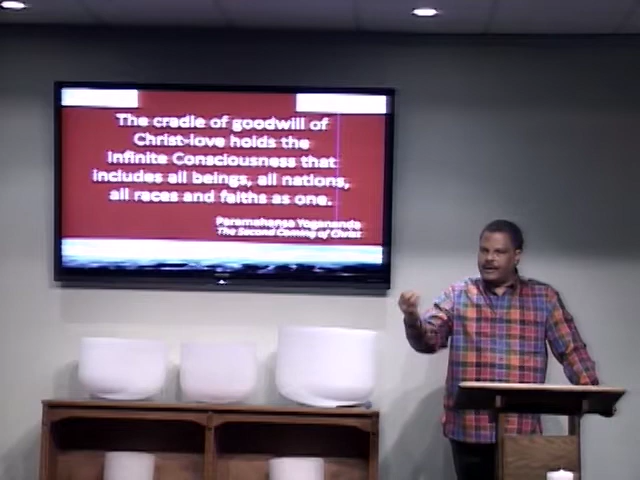 The cradle of goodwill of
Christ-love holds the
Infinite Consciousness that
includes all beings, all nations,
all races and faiths as one.
Paramahansa Yogananda
The Second Coming of Christ